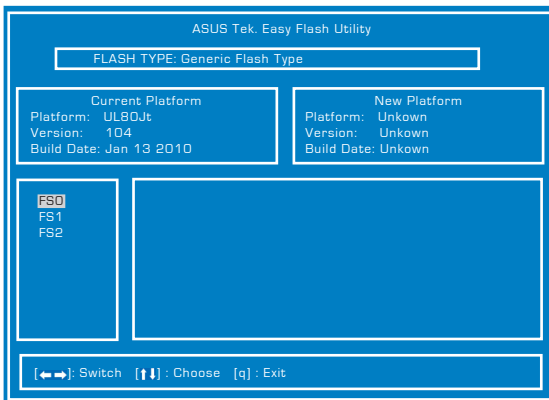 ASUS Tek. Easy Flash Utility
FLASH TYPE: Generic Flash Type
Current Platform
Platform: UL80Jt
Version: 104
Build Date: Jan 13 2010
New Platform
Platform: Unkown
Version: Unkown
Build Date: Unkown
FS0
FS1
FS2
[←→]: Switch [↑↓] : Choose [q] : Exit